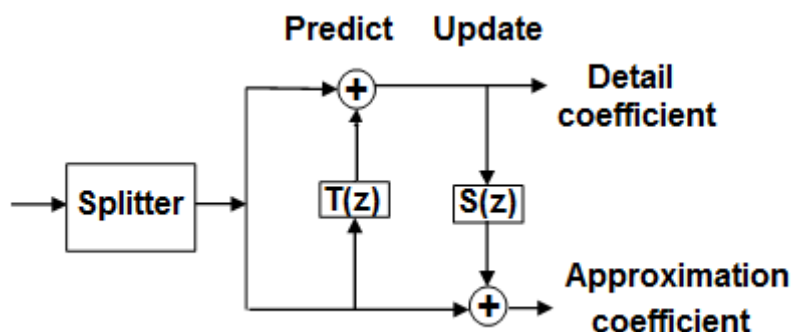 Predict Update
Detail
coefficient
+
Splitter
T(z)
S(z)
Approximation
coefficient
+